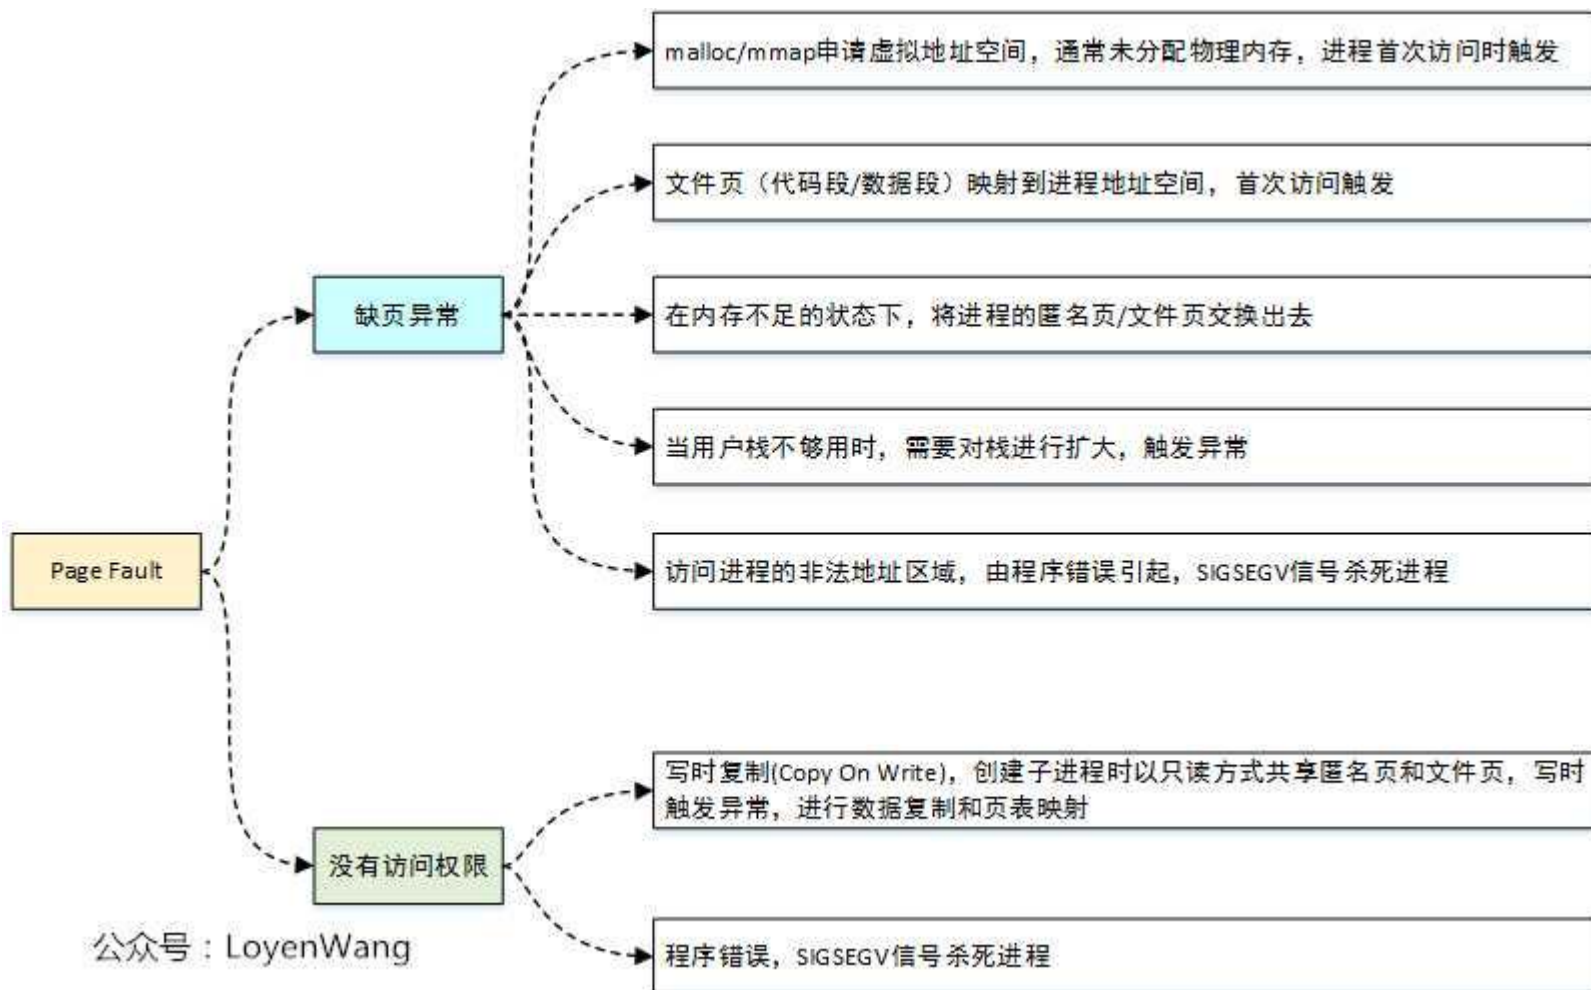 malloc/mmap申请虚拟地址空间，通常未分配物理内存，进程首次访问时触发
文件页（代码段/数据段）映射到进程地址空间，首次访问触发
缺页异常
在内存不足的状态下，将进程的匿名页/文件页交换出去
当用户栈不够用时，需要对栈进行扩大，触发异常
Page Fault
访问进程的非法地址区域，由程序错误引起，SIGSEGV信号杀死进程
写时复制(Copy On Write)，创建子进程时以只读方式共享匿名页和文件页，写时
触发异常，进行数据复制和页表映射
没有访问权限
公众号：LoyenWang
程序错误，SIGSEGV信号杀死进程